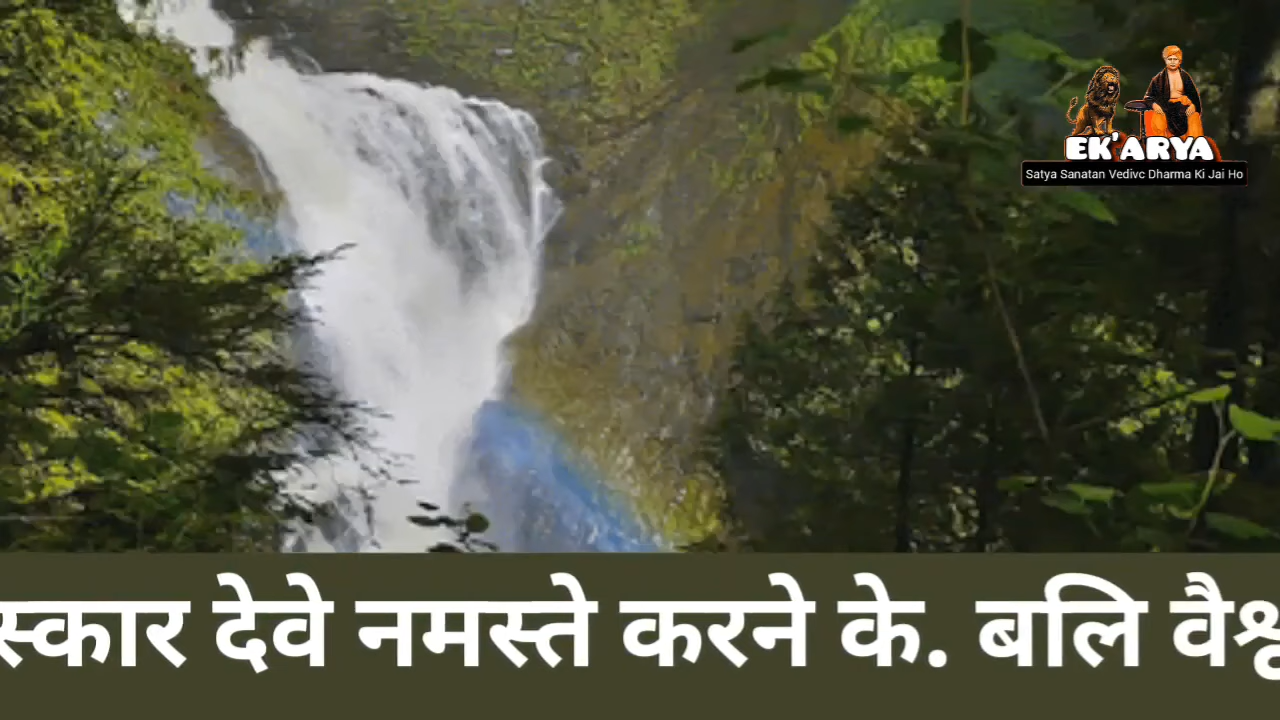 EK'ARYA
Satya Sanatan Vedivc Dharma Ki Jai Ho
स्कार देवे नमस्ते करने के. बलि